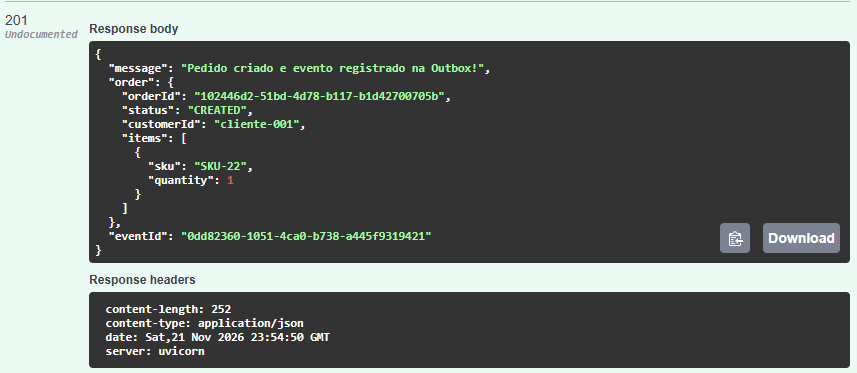 201
Undocumented
Response body
{
  "message": "Pedido criado e evento registrado na Outbox!",
  "order": {
    "orderId": "102446d2-51bd-4d78-b117-b1d42700705b",
    "status": "CREATED",
    "customerId": "cliente-001",
    "items": [
      {
        "sku": "SKU-22",
        "quantity": 1
      }
    ]
  },
  "eventId": "0dd82360-1051-4ca0-b738-a445f9319421"
}
Download
Response headers
content-length: 252
content-type: application/json
date: Sat,21 Nov 2026 23:54:50 GMT
server: uvicorn